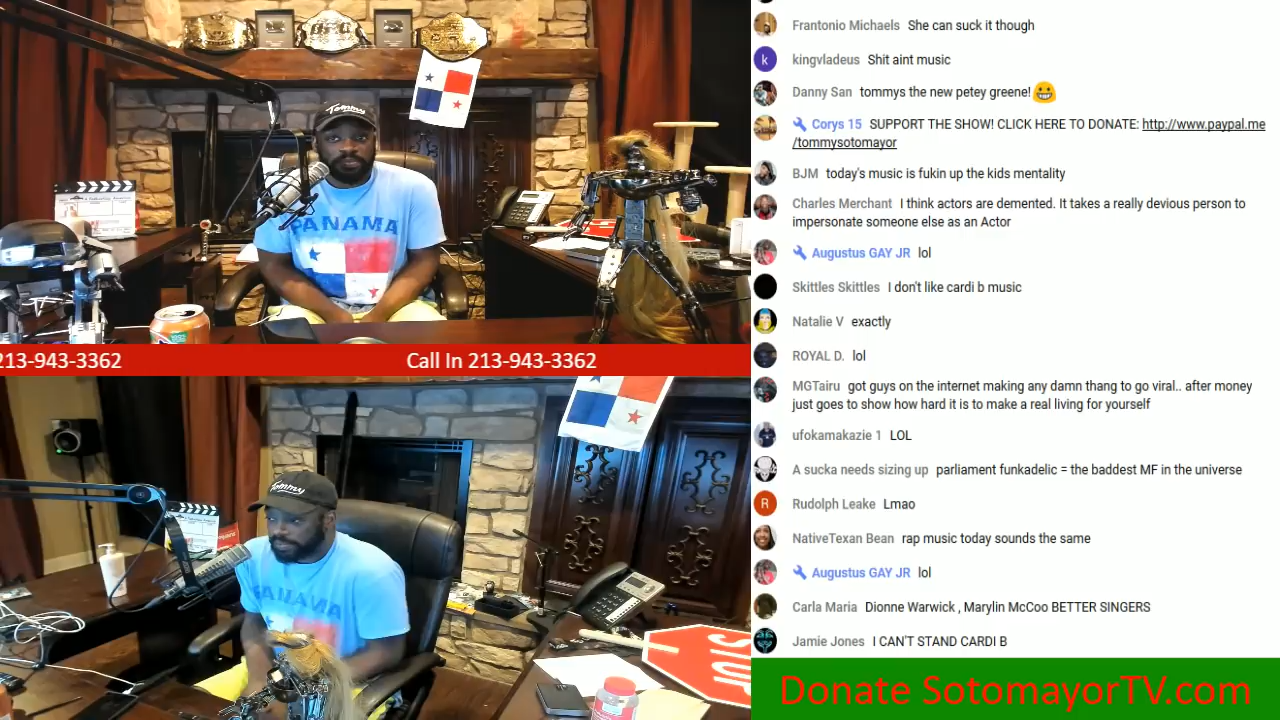 Tommy
PANAMA
213-943-3362
Call In 213-943-3362
Tommy
PANAMA
STOP
Frantonio Michaels She can suck it though
kingvladeus Shit aint music
Danny San tommys the new petey greene!😀
Corys 15 SUPPORT THE SHOW! CLICK HERE TO DONATE: http://www.paypal.me
/tommysotomayor
BJM today's music is fukin up the kids mentality
Charles Merchant I think actors are demented. It takes a really devious person to
impersonate someone else as an Actor
Augustus GAY JR lol
Skittles Skittles I don't like cardi b music
Natalie V exactly
ROYAL D. lol
MGTairu got guys on the internet making any damn thang to go viral.. after money
just goes to show how hard it is to make a real living for yourself
ufokamakazie 1 LOL
A sucka needs sizing up parliament funkadelic = the baddest MF in the universe
R
Rudolph Leake Lmao
NativeTexan Bean rap music today sounds the same
Augustus GAY JR lol
Carla Maria Dionne Warwick , Marylin McCoo BETTER SINGERS
Jamie Jones I CAN'T STAND CARDI B
Donate SotomayorTV.com